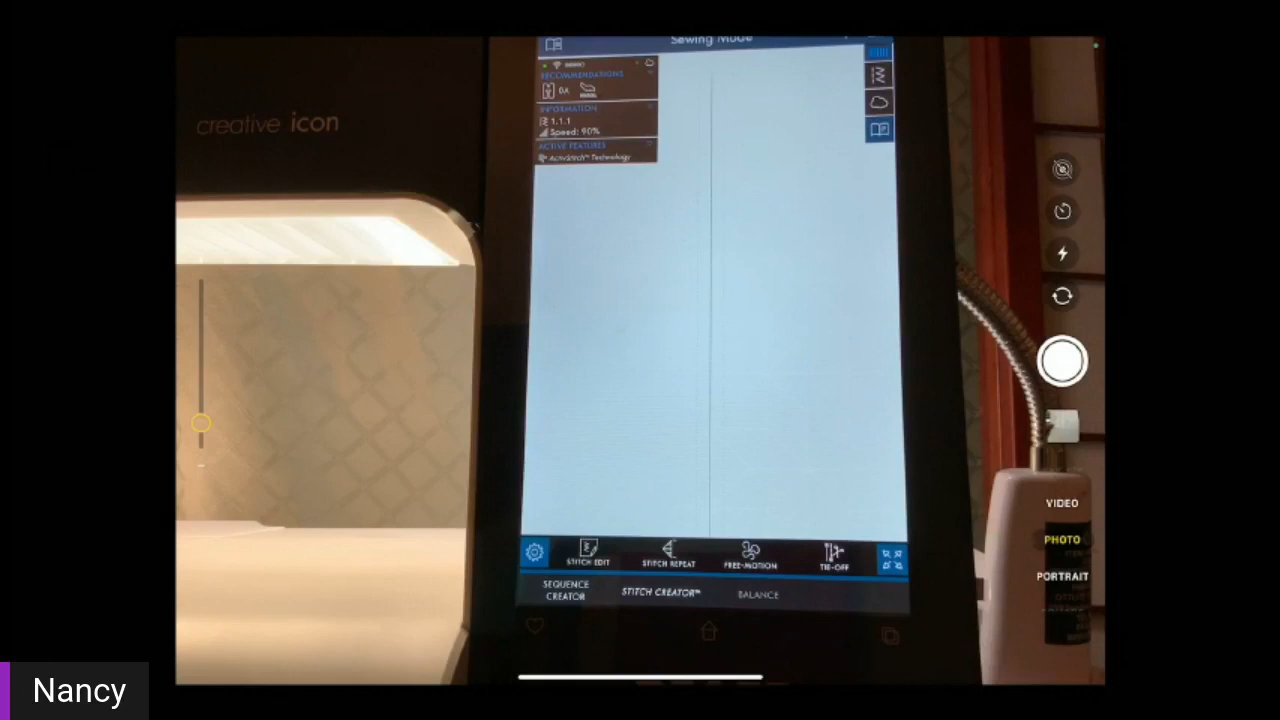 Sewing Mode
creative icon
RECOMMENDATIONS
0A
INFORMATION
1.1.1
Speed: 90%
ACTIVE FEATURES
ActivStitch™ Technology
STITCH EDIT
STITCH REPEAT
FREE-MOTION
TIE-OFF
SEQUENCE
CREATOR
STITCH CREATOR™
BALANCE
VIDEO
PHOTO
PORTRAIT
Nancy